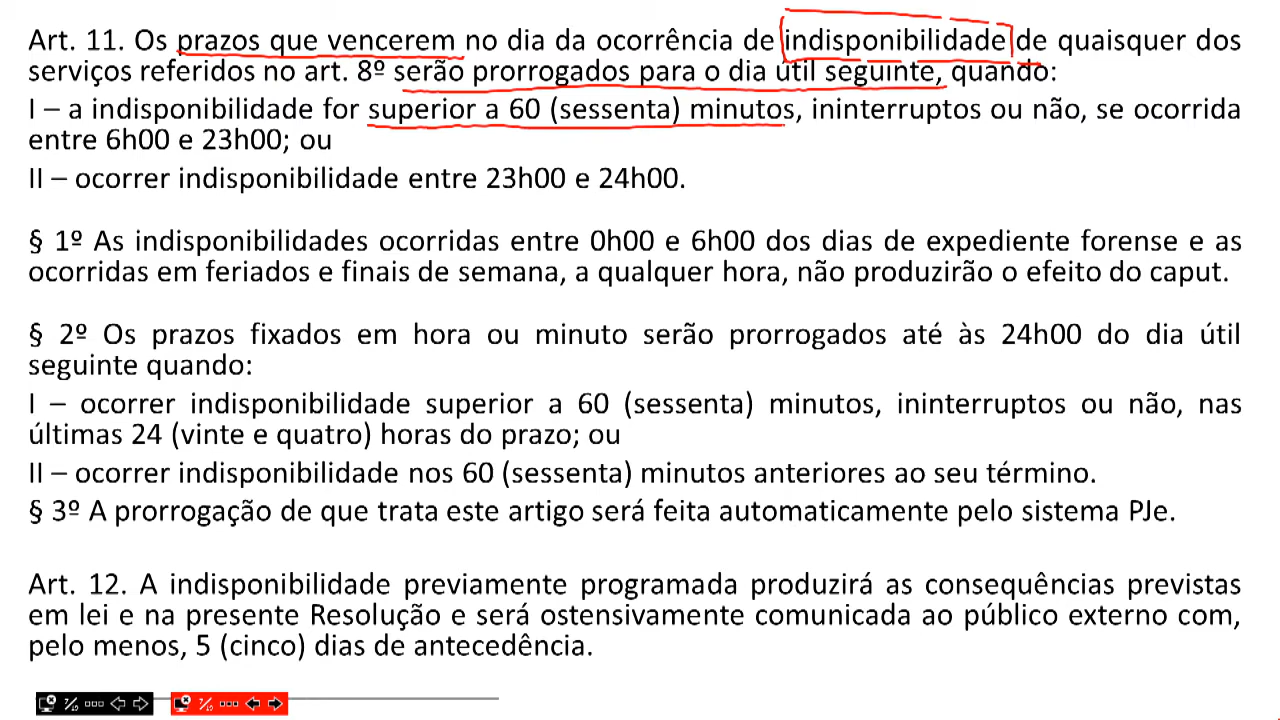 Art. 11. Os prazos que vencerem no dia da ocorrência de indisponibilidade de quaisquer dos
serviços referidos no art. 8º serão prorrogados para o dia útil seguinte, quando:
I – a indisponibilidade for superior a 60 (sessenta) minutos, ininterruptos ou não, se ocorrida
entre 6h00 e 23h00; ou
II – ocorrer indisponibilidade entre 23h00 e 24h00.
§ 1º As indisponibilidades ocorridas entre 0h00 e 6h00 dos dias de expediente forense e as
ocorridas em feriados e finais de semana, a qualquer hora, não produzirão o efeito do caput.
§ 2º Os prazos fixados em hora ou minuto serão prorrogados até às 24h00 do dia útil
seguinte quando:
I – ocorrer indisponibilidade superior a 60 (sessenta) minutos, ininterruptos ou não, nas
últimas 24 (vinte e quatro) horas do prazo; ou
II – ocorrer indisponibilidade nos 60 (sessenta) minutos anteriores ao seu término.
§ 3º A prorrogação de que trata este artigo será feita automaticamente pelo sistema PJe.
Art. 12. A indisponibilidade previamente programada produzirá as consequências previstas
em lei e na presente Resolução e será ostensivamente comunicada ao público externo com,
pelo menos, 5 (cinco) dias de antecedência.